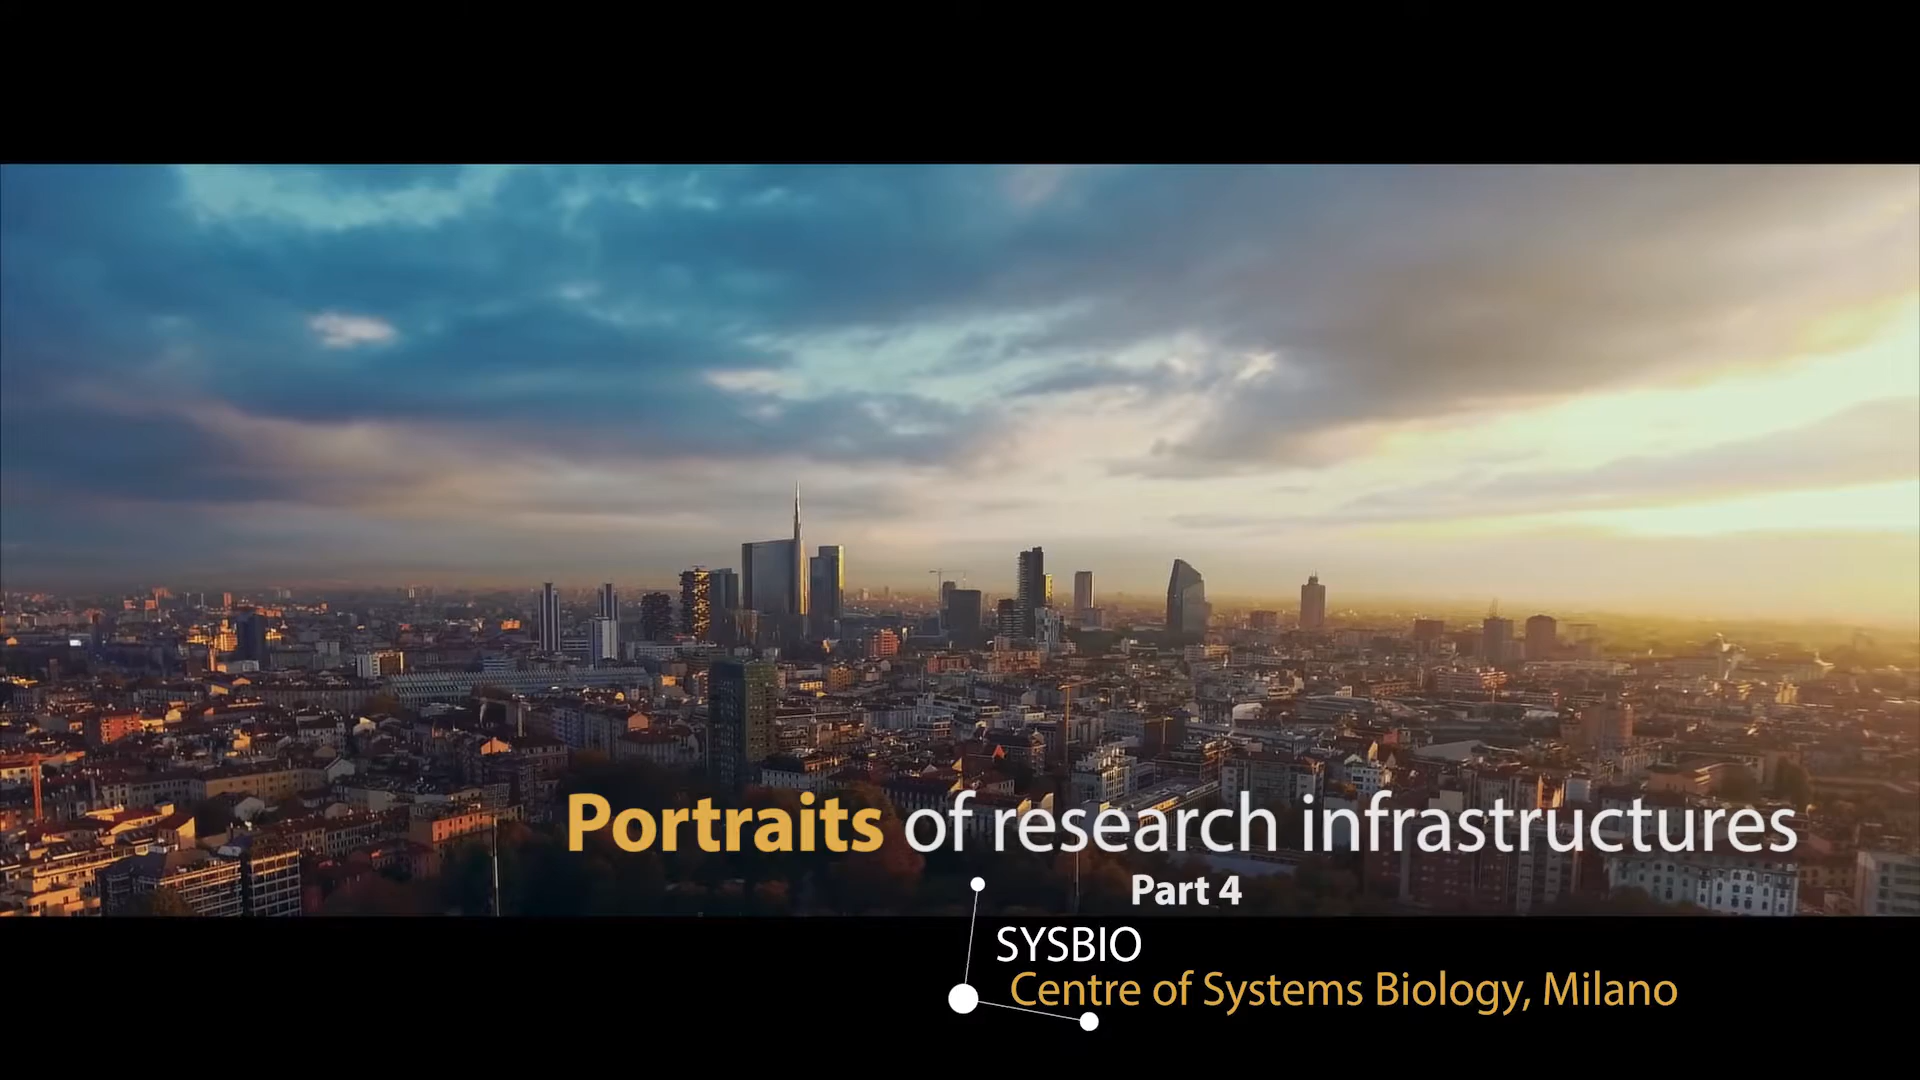 Portraits of research infrastructures
Part 4
SYSBIO
Centre of Systems Biology, Milano